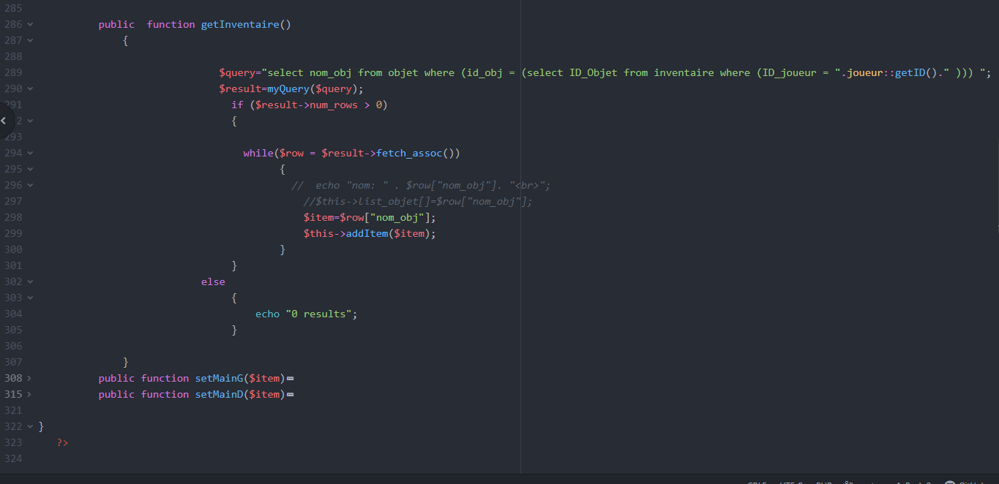 285
286 public  function getInventaire()
287 {
288
289 $query="select nom_obj from objet where (id_obj = (select ID_Objet from inventaire where (ID_joueur = ".joueur::getID()." ))) ";
290 $result=myQuery($query);
291 if ($result->num_rows > 0)
2 {
293
294 while($row = $result->fetch_assoc())
295 {
296 //  echo "nom: " . $row["nom_obj"]. "<br>";
297 //$this->list_objet[]=$row["nom_obj"];
298 $item=$row["nom_obj"];
299 $this->addItem($item);
300 }
301 }
302 else
303 {
304 echo "0 results";
305 }
306
307 }
308 public function setMainG($item)
315 public function setMainD($item)
321
322 }
323 ?>
324